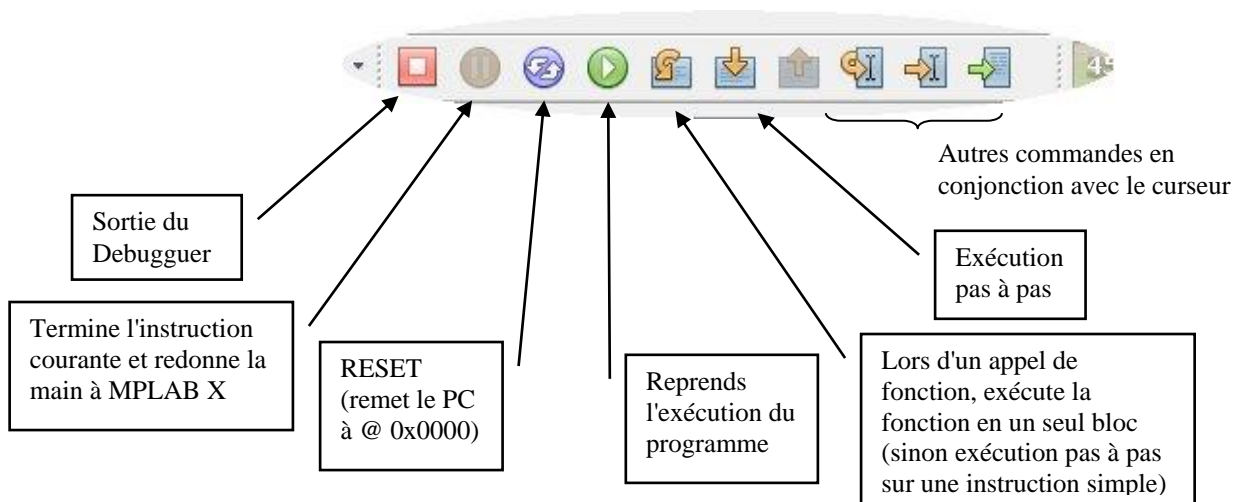 Autres commandes en
conjonction avec le curseur
Sortie du
Debugguer
Exécution
pas à pas
Termine l'instruction
courante et redonne la
main à MPLAB X
RESET
(remet le PC
à @ 0x0000)
Reprends
l'exécution du
programme
Lors d'un appel de
fonction, exécute la
fonction en un seul bloc
(sinon exécution pas à pas
sur une instruction simple)